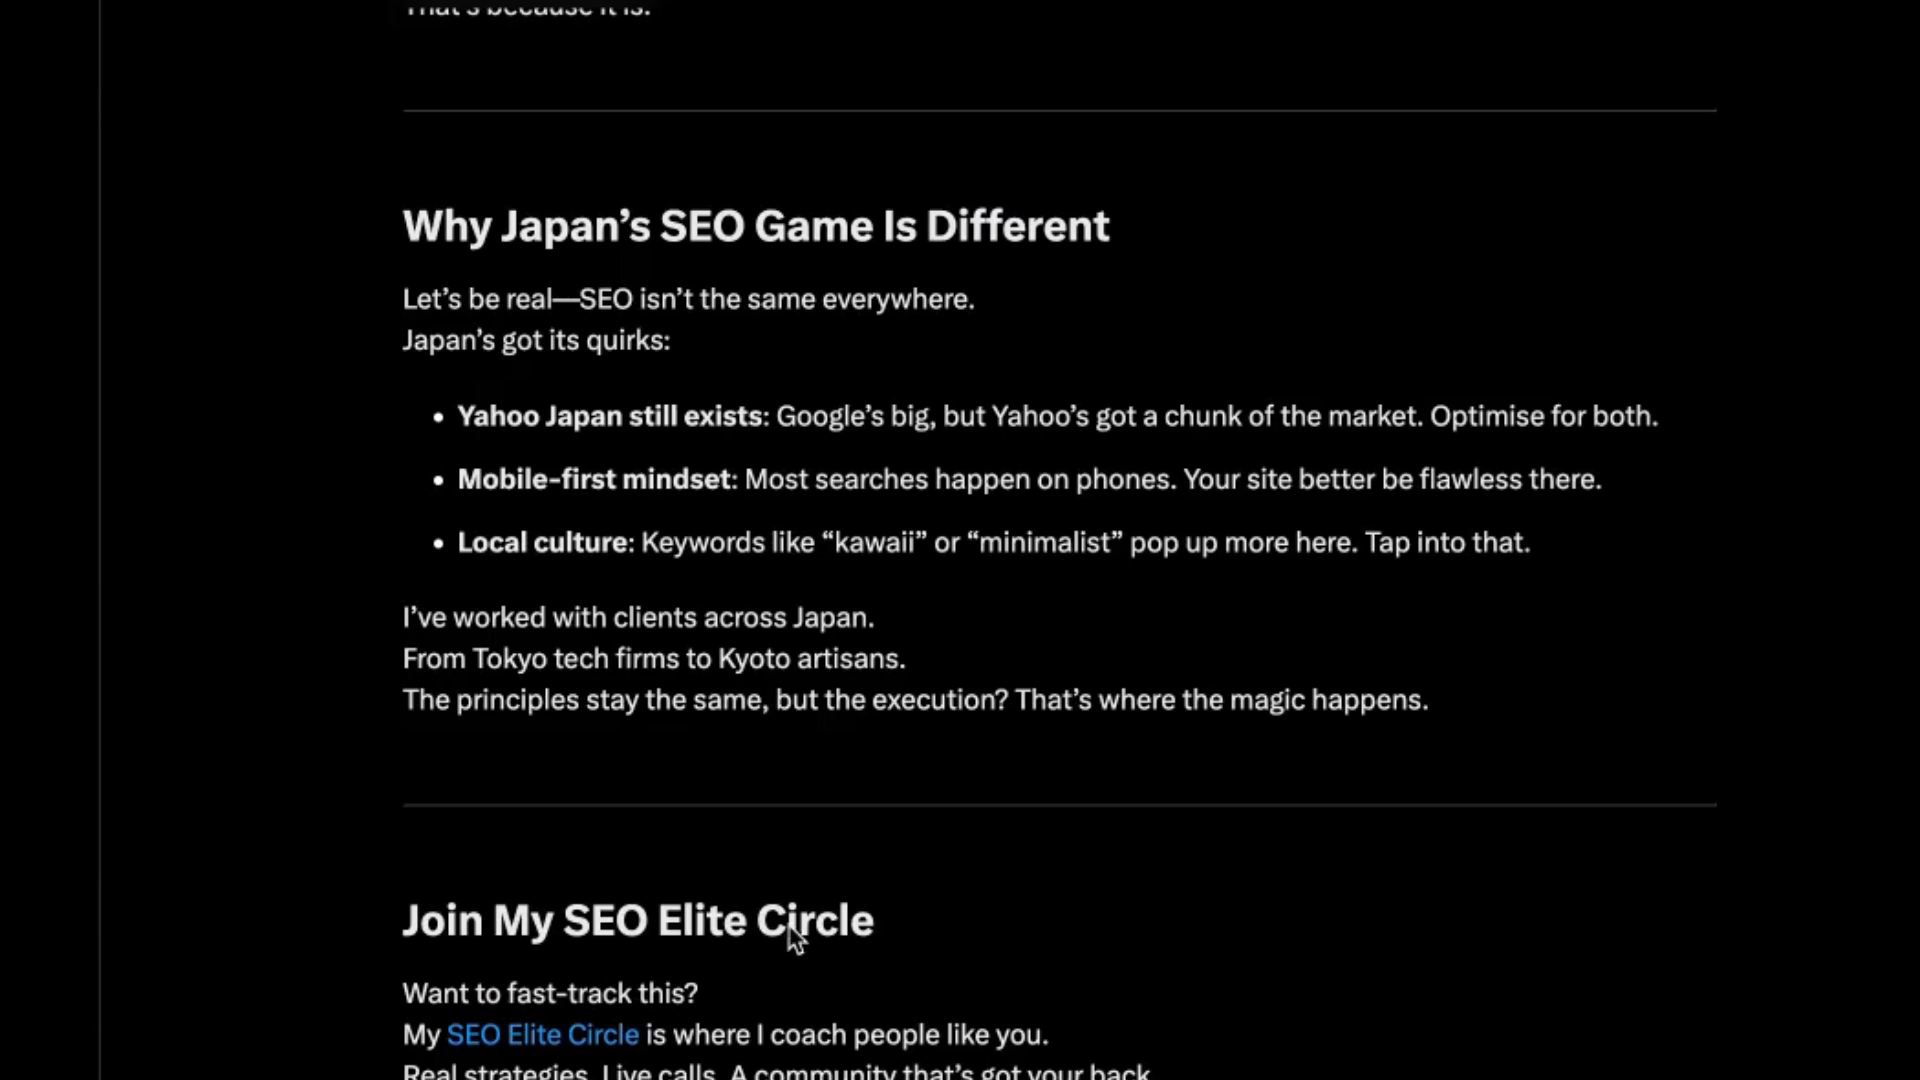 That's because it is.
Why Japan’s SEO Game Is Different
Let’s be real—SEO isn’t the same everywhere.
Japan’s got its quirks:
• Yahoo Japan still exists: Google’s big, but Yahoo’s got a chunk of the market. Optimise for both.
• Mobile-first mindset: Most searches happen on phones. Your site better be flawless there.
• Local culture: Keywords like “kawaii” or “minimalist” pop up more here. Tap into that.
I’ve worked with clients across Japan.
From Tokyo tech firms to Kyoto artisans.
The principles stay the same, but the execution? That’s where the magic happens.
Join My SEO Elite Circle
Want to fast-track this?
My SEO Elite Circle is where I coach people like you.
Real strategies. Live calls. A community that’s got your back.